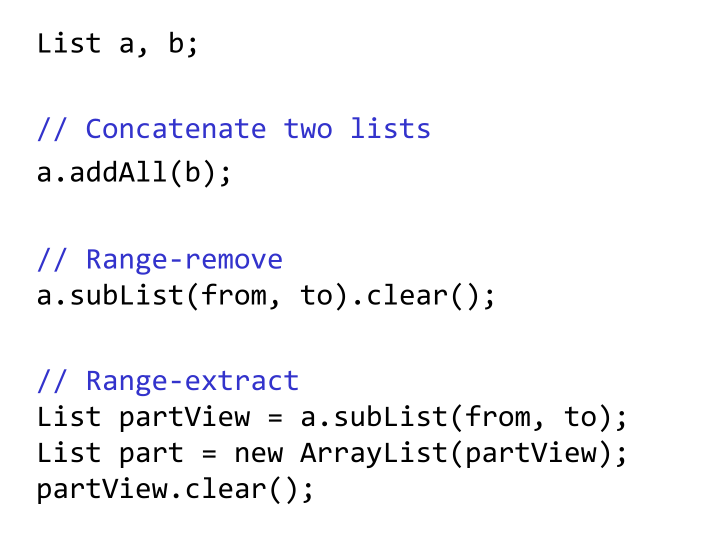 List a, b;
// Concatenate two lists
a.addAll(b);
// Range-remove
a.subList(from, to).clear();
// Range-extract
List partView = a.subList(from, to);
List part = new ArrayList(partView);
partView.clear();